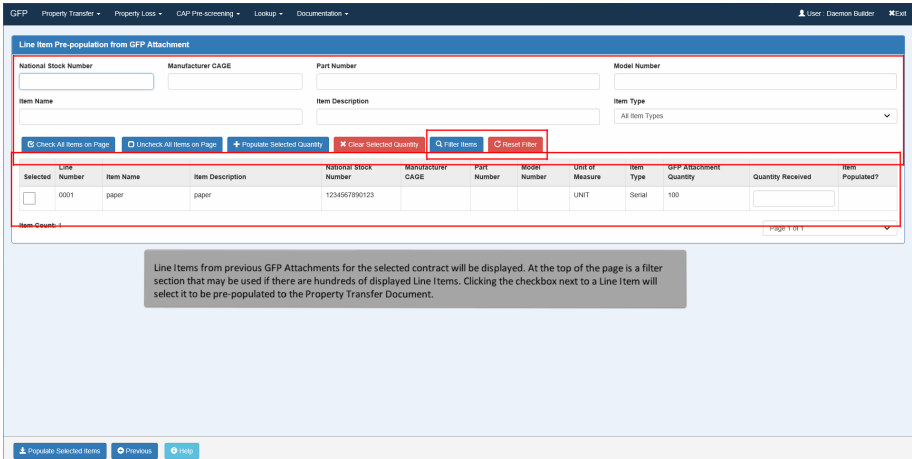 GFP Property Transfer Property Loss CAP Pre-screening Lookup Documentation User : Daemon Builder Exit
Line Item Pre-population from GFP Attachment
National Stock Number Manufacturer CAGE Part Number Model Number
Item Name Item Description Item Type
All Item Types
Check All Items on Page Uncheck All Items on Page Populate Selected Quantity Clear Selected Quantity Filter Items Reset Filter
Selected Line Number Item Name Item Description National Stock Number Manufacturer CAGE Part Number Model Number Unit of Measure Item Type GFP Attachment Quantity Quantity Received Item Populated?
0001 paper paper 1234567890123 UNIT Serial 100
Item Count: 1 Page 1 of 1
Line Items from previous GFP Attachments for the selected contract will be displayed. At the top of the page is a filter
section that may be used if there are hundreds of displayed Line Items. Clicking the checkbox next to a Line Item will
select it to be pre-populated to the Property Transfer Document.
Populate Selected Items Previous Help